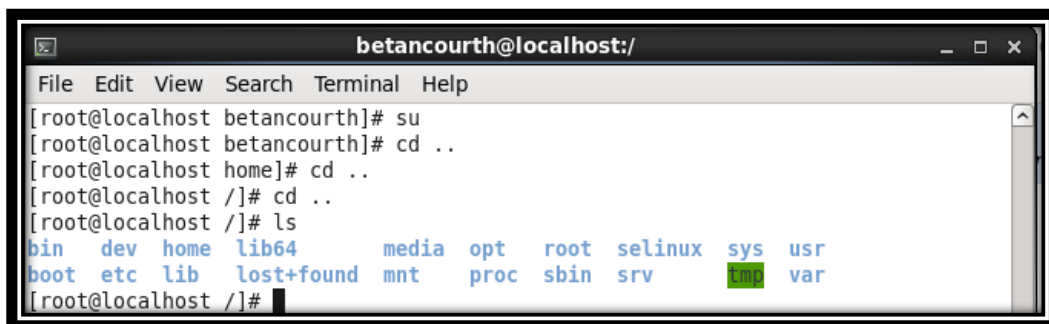 betancourth@localhost:/
File Edit View Search Terminal Help
[root@localhost betancourth]# su
[root@localhost betancourth]# cd ..
[root@localhost home]# cd ..
[root@localhost /]# cd ..
[root@localhost /]# ls
bin dev home lib64 media opt root selinux sys usr
boot etc lib lost+found mnt proc sbin srv tmp var
[root@localhost /]#